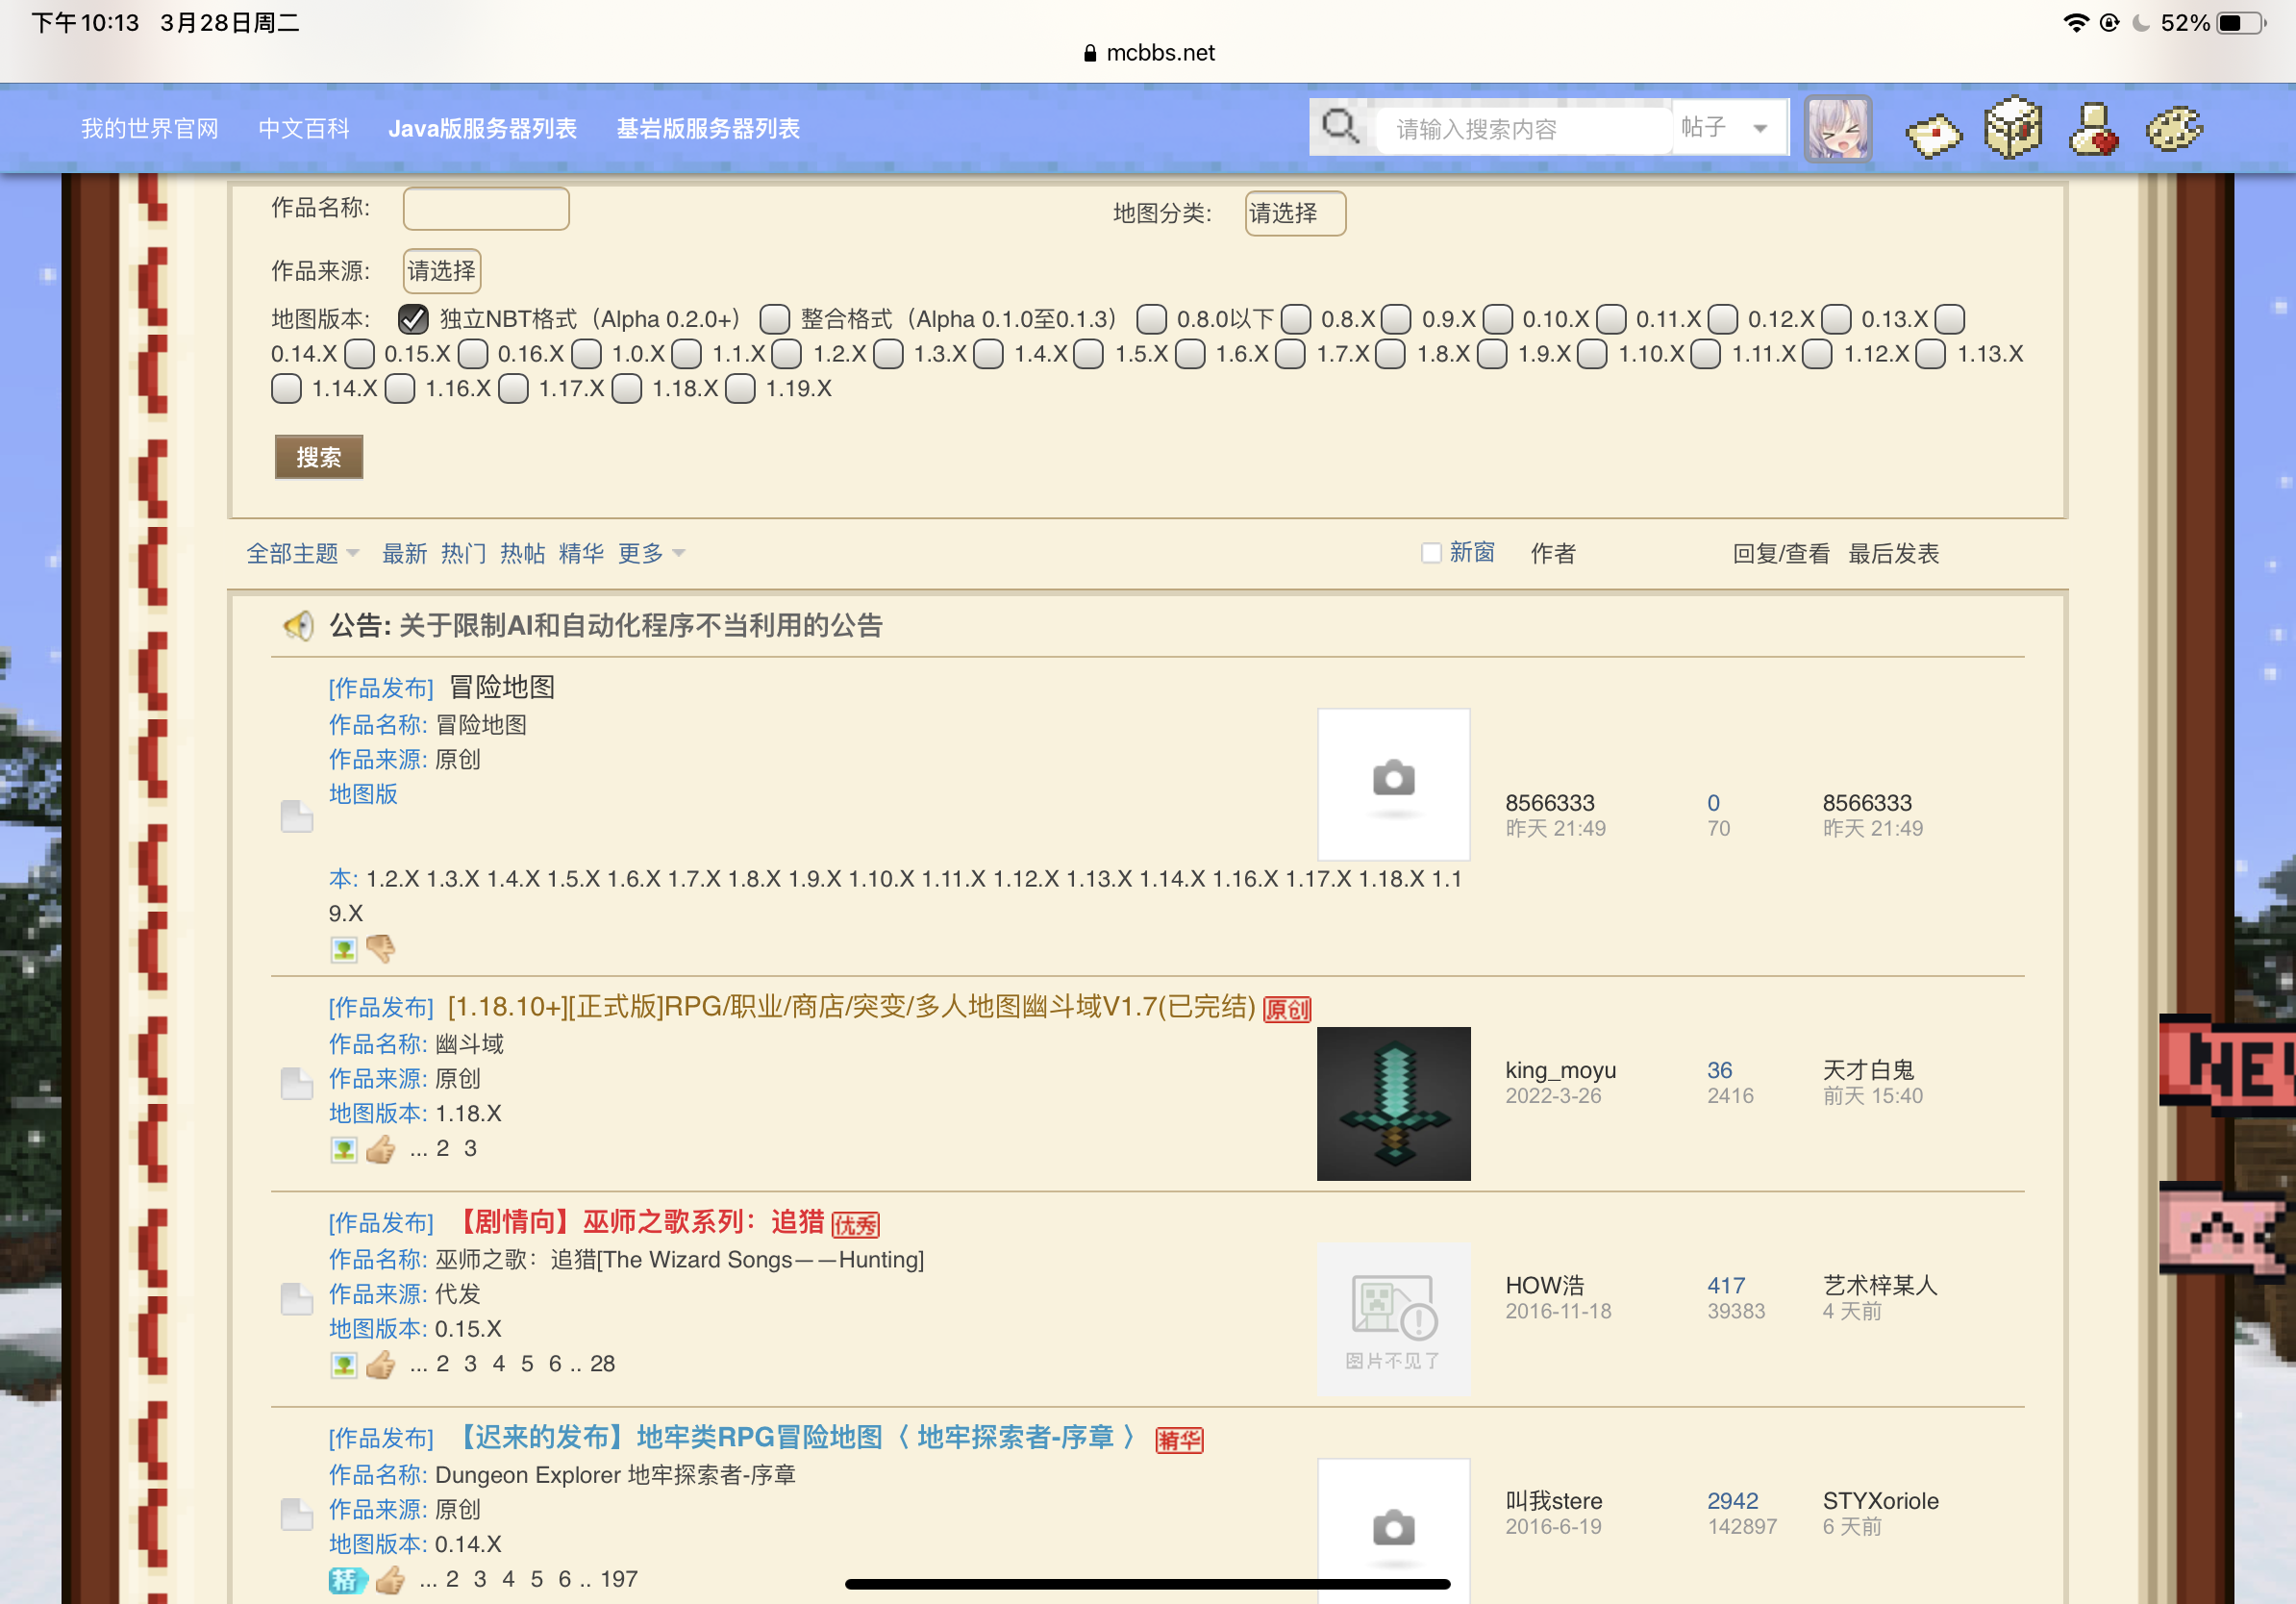 下午10:13 3月28日周二
52%
mcbbs.net
我的世界官网 中文百科 Java版服务器列表 基岩版服务器列表 请输入搜索内容 帖子
作品名称: 地图分类: 请选择
作品来源: 请选择
地图版本: 独立NBT格式（Alpha 0.2.0+） 整合格式（Alpha 0.1.0至0.1.3） 0.8.0以下 0.8.X 0.9.X 0.10.X 0.11.X 0.12.X 0.13.X
0.14.X 0.15.X 0.16.X 1.0.X 1.1.X 1.2.X 1.3.X 1.4.X 1.5.X 1.6.X 1.7.X 1.8.X 1.9.X 1.10.X 1.11.X 1.12.X 1.13.X
1.14.X 1.16.X 1.17.X 1.18.X 1.19.X
搜索
全部主题 最新 热门 热帖 精华 更多 新窗 作者 回复/查看 最后发表
公告: 关于限制AI和自动化程序不当利用的公告
[作品发布] 冒险地图
作品名称: 冒险地图
作品来源: 原创
地图版
8566333 0 8566333
昨天 21:49 70 昨天 21:49
本: 1.2.X 1.3.X 1.4.X 1.5.X 1.6.X 1.7.X 1.8.X 1.9.X 1.10.X 1.11.X 1.12.X 1.13.X 1.14.X 1.16.X 1.17.X 1.18.X 1.1
9.X
[作品发布] [1.18.10+][正式版]RPG/职业/商店/突变/多人地图幽斗域V1.7(已完结) 原创
作品名称: 幽斗域
作品来源: 原创
地图版本: 1.18.X
... 2 3
king_moyu 36 天才白鬼
2022-3-26 2416 前天 15:40
NEW
[作品发布] 【剧情向】巫师之歌系列：追猎 优秀
作品名称: 巫师之歌：追猎[The Wizard Songs——Hunting]
作品来源: 代发
地图版本: 0.15.X
... 2 3 4 5 6 .. 28
图片不见了
HOW浩 417 艺术梓某人
2016-11-18 39383 4 天前
[作品发布] 【迟来的发布】地牢类RPG冒险地图〈 地牢探索者-序章 〉 精华
作品名称: Dungeon Explorer 地牢探索者-序章
作品来源: 原创
地图版本: 0.14.X
精 ... 2 3 4 5 6 .. 197
叫我stere 2942 STYXoriole
2016-6-19 142897 6 天前